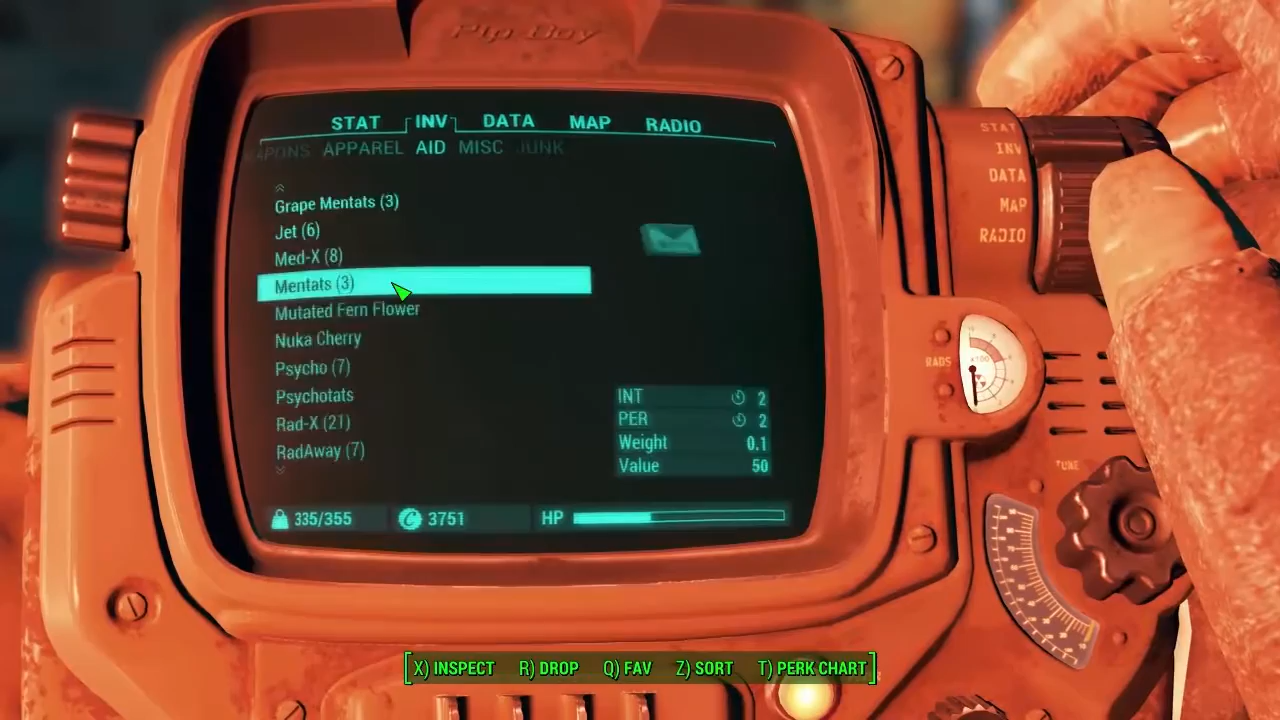 Pip-Boy
STAT INV DATA MAP RADIO
APPAREL AID MISC JUNK
Grape Mentats (3)
Jet (6)
Med-X (8)
Mentats (3)
Mutated Fern Flower
Nuka Cherry
Psycho (7)
Psychotats
Rad-X (21)
RadAway (7)
INT 2
PER 2
Weight 0.1
Value 50
335/355 3751 HP
STAT
INV
DATA
MAP
RADIO
RADS
X100
TUNE
X) INSPECT R) DROP Q) FAV Z) SORT T) PERK CHART